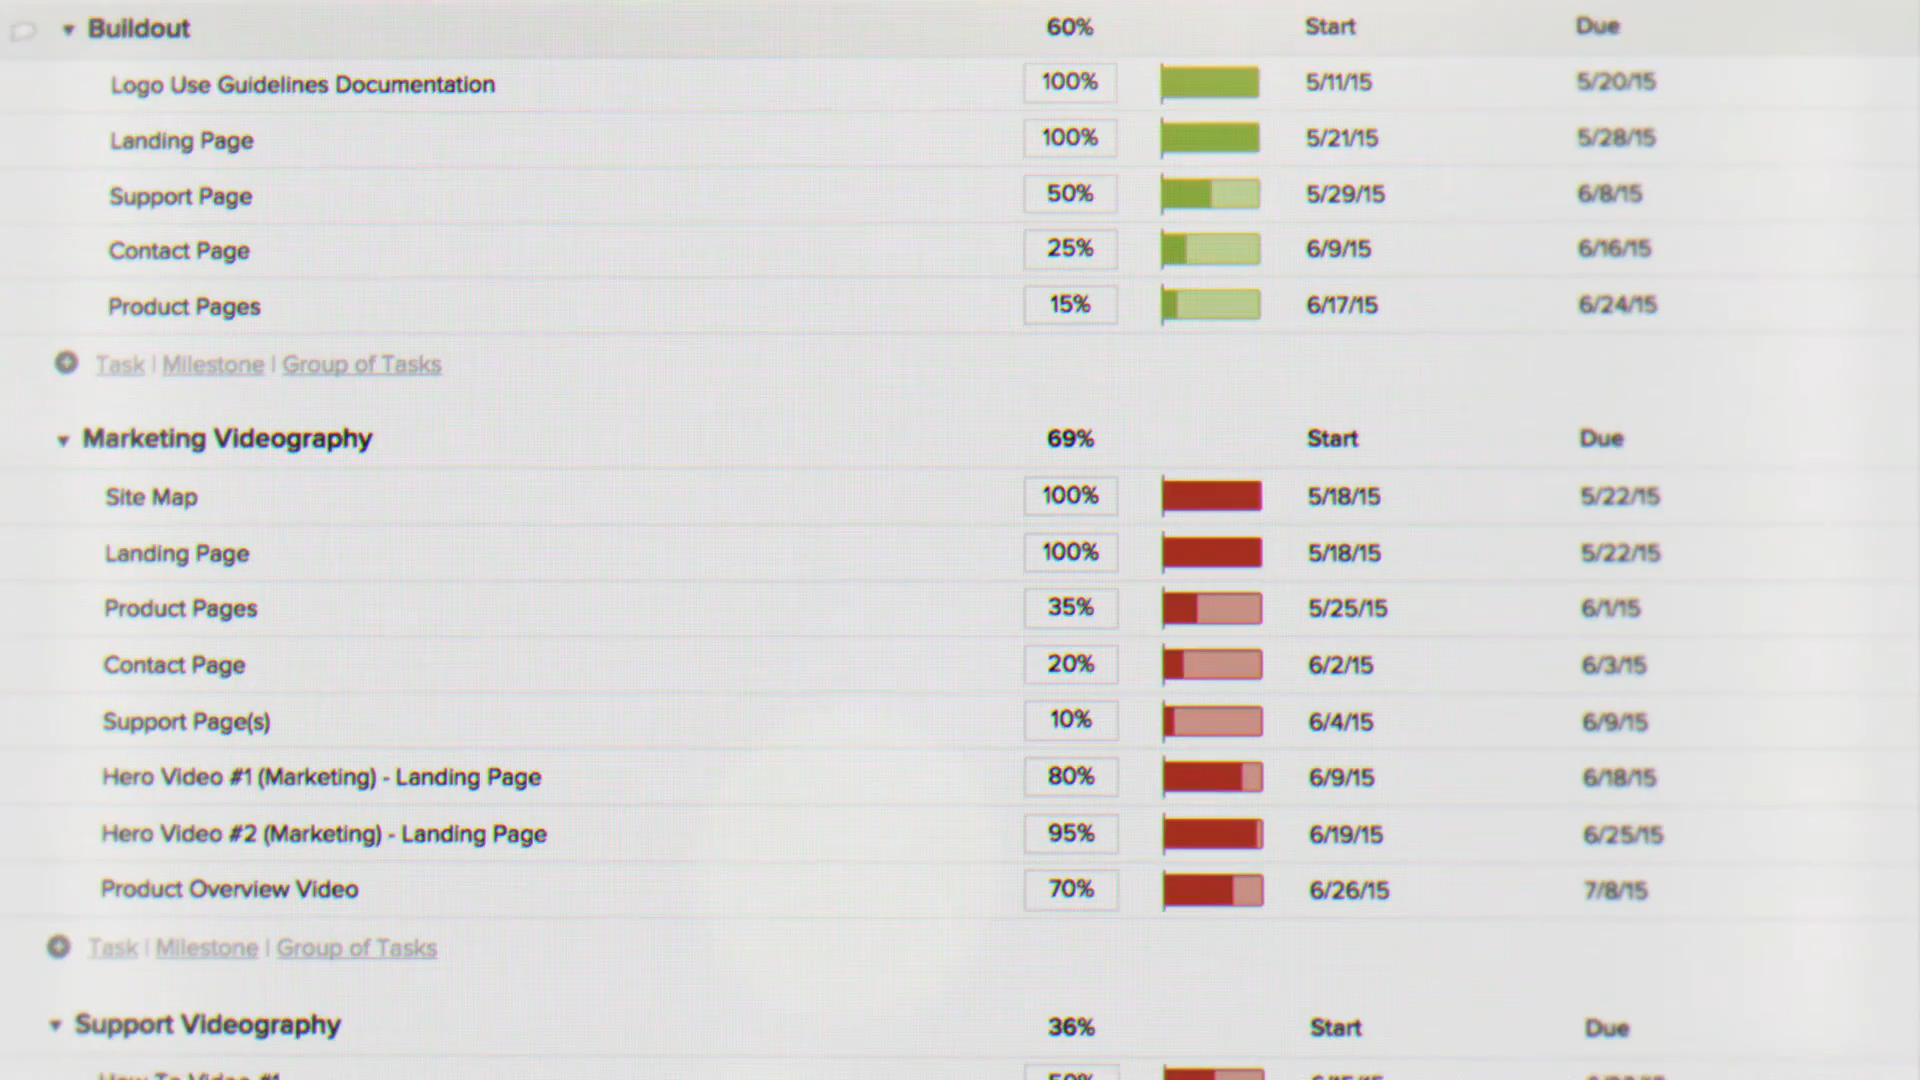 Buildout 60% Start Due
Logo Use Guidelines Documentation 100% 5/11/15 5/20/15
Landing Page 100% 5/21/15 5/28/15
Support Page 50% 5/29/15 6/8/15
Contact Page 25% 6/9/15 6/16/15
Product Pages 15% 6/17/15 6/24/15
Task | Milestone | Group of Tasks
Marketing Videography 69% Start Due
Site Map 100% 5/18/15 5/22/15
Landing Page 100% 5/18/15 5/22/15
Product Pages 35% 5/25/15 6/1/15
Contact Page 20% 6/2/15 6/3/15
Support Page(s) 10% 6/4/15 6/9/15
Hero Video #1 (Marketing) - Landing Page 80% 6/9/15 6/18/15
Hero Video #2 (Marketing) - Landing Page 95% 6/19/15 6/25/15
Product Overview Video 70% 6/26/15 7/8/15
Task | Milestone | Group of Tasks
Support Videography 36% Start Due
How To Video #1 50%